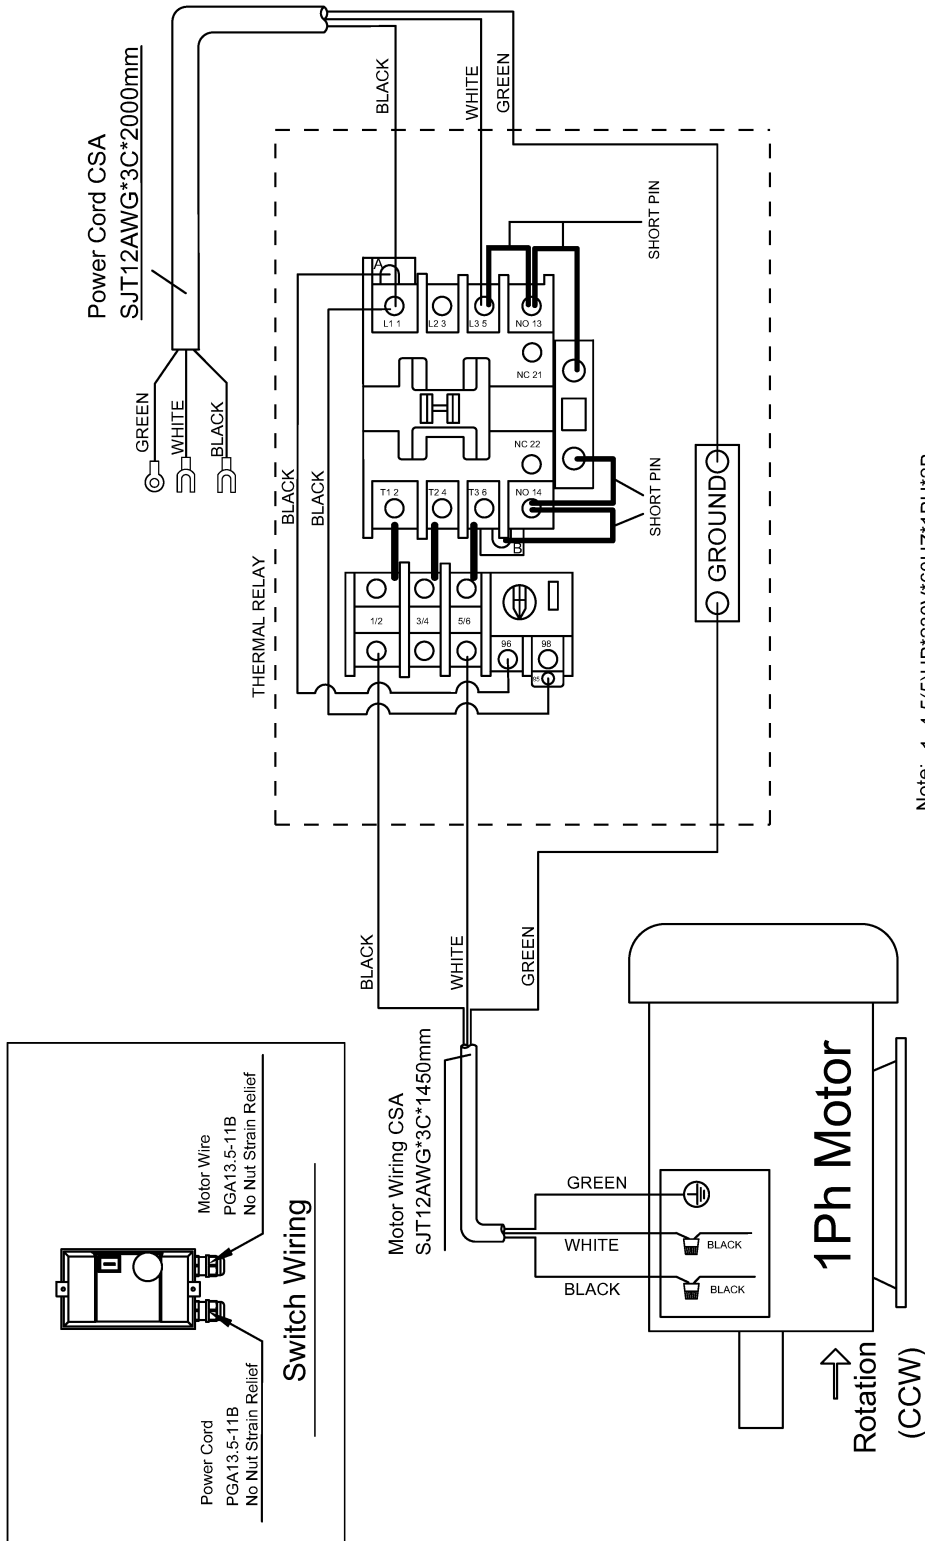 Power Cord CSA
SJT12AWG*3C*2000mm
GREEN
WHITE
BLACK
BLACK
WHITE
GREEN
SHORT PIN
A
L1 1
L2 3
L3 5
NO 13
NC 21
NC 22
T1 2
T2 4
T3 6
NO 14
B
SHORT PIN
BLACK
BLACK
THERMAL RELAY
1/2
3/4
5/6
96
98
95
GROUND
BLACK
WHITE
GREEN
Motor Wiring CSA
SJT12AWG*3C*1450mm
GREEN
WHITE
BLACK
BLACK
BLACK
1Ph Motor
Rotation
(CCW)
Motor Wire
PGA13.5-11B
No Nut Strain Relief
Power Cord
PGA13.5-11B
No Nut Strain Relief
Switch Wiring
Note: